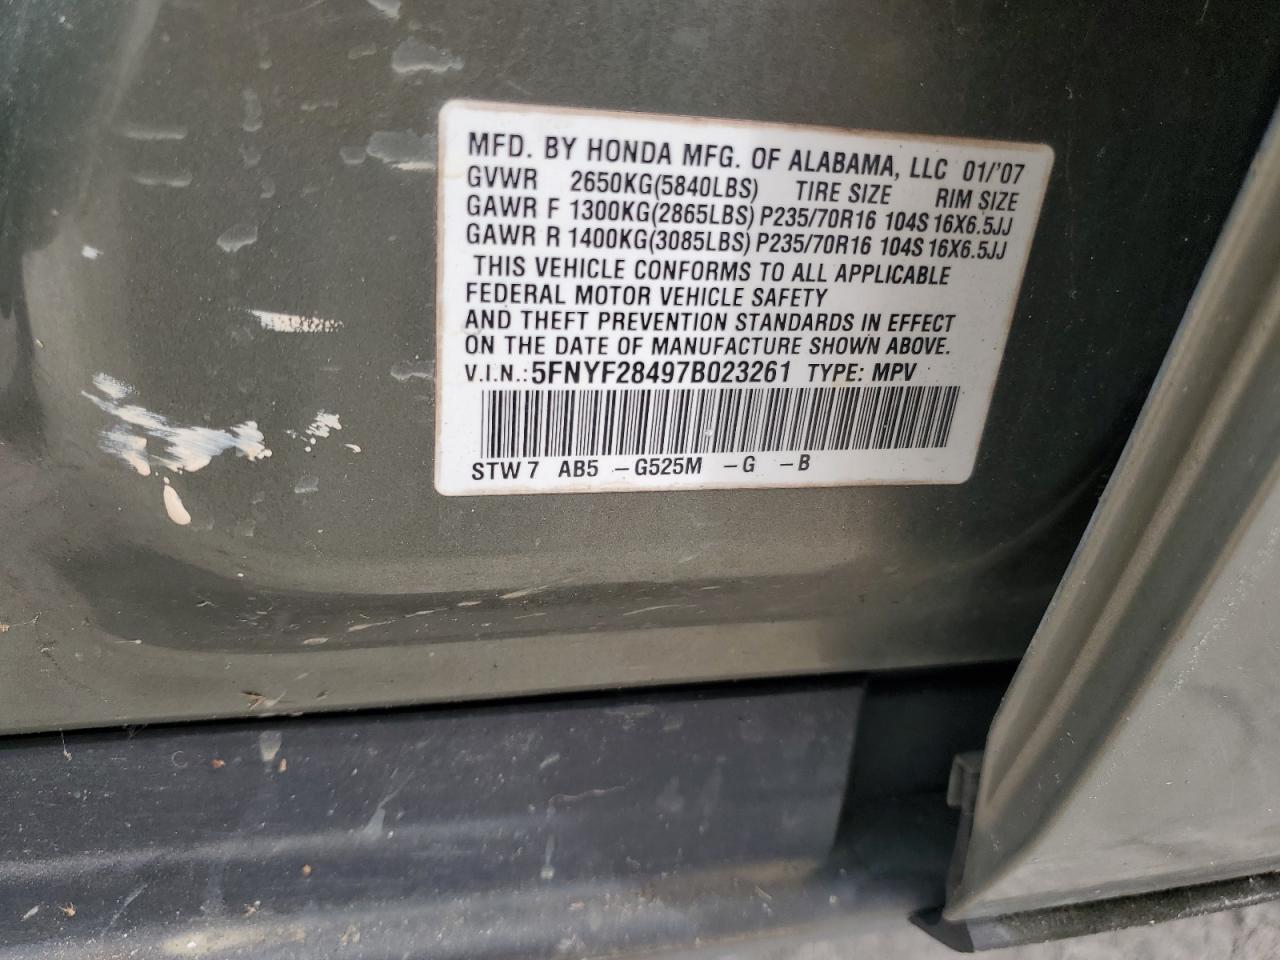 MFD. BY HONDA MFG. OF ALABAMA, LLC 01/'07
GVWR 2650KG(5840LBS) TIRE SIZE RIM SIZE
GAWR F 1300KG(2865LBS) P235/70R16 104S 16X6.5JJ
GAWR R 1400KG(3085LBS) P235/70R16 104S 16X6.5JJ
THIS VEHICLE CONFORMS TO ALL APPLICABLE
FEDERAL MOTOR VEHICLE SAFETY
AND THEFT PREVENTION STANDARDS IN EFFECT
ON THE DATE OF MANUFACTURE SHOWN ABOVE.
V.I.N.: 5FNYF28497B023261 TYPE: MPV
STW7 AB5 -G525M -G -B